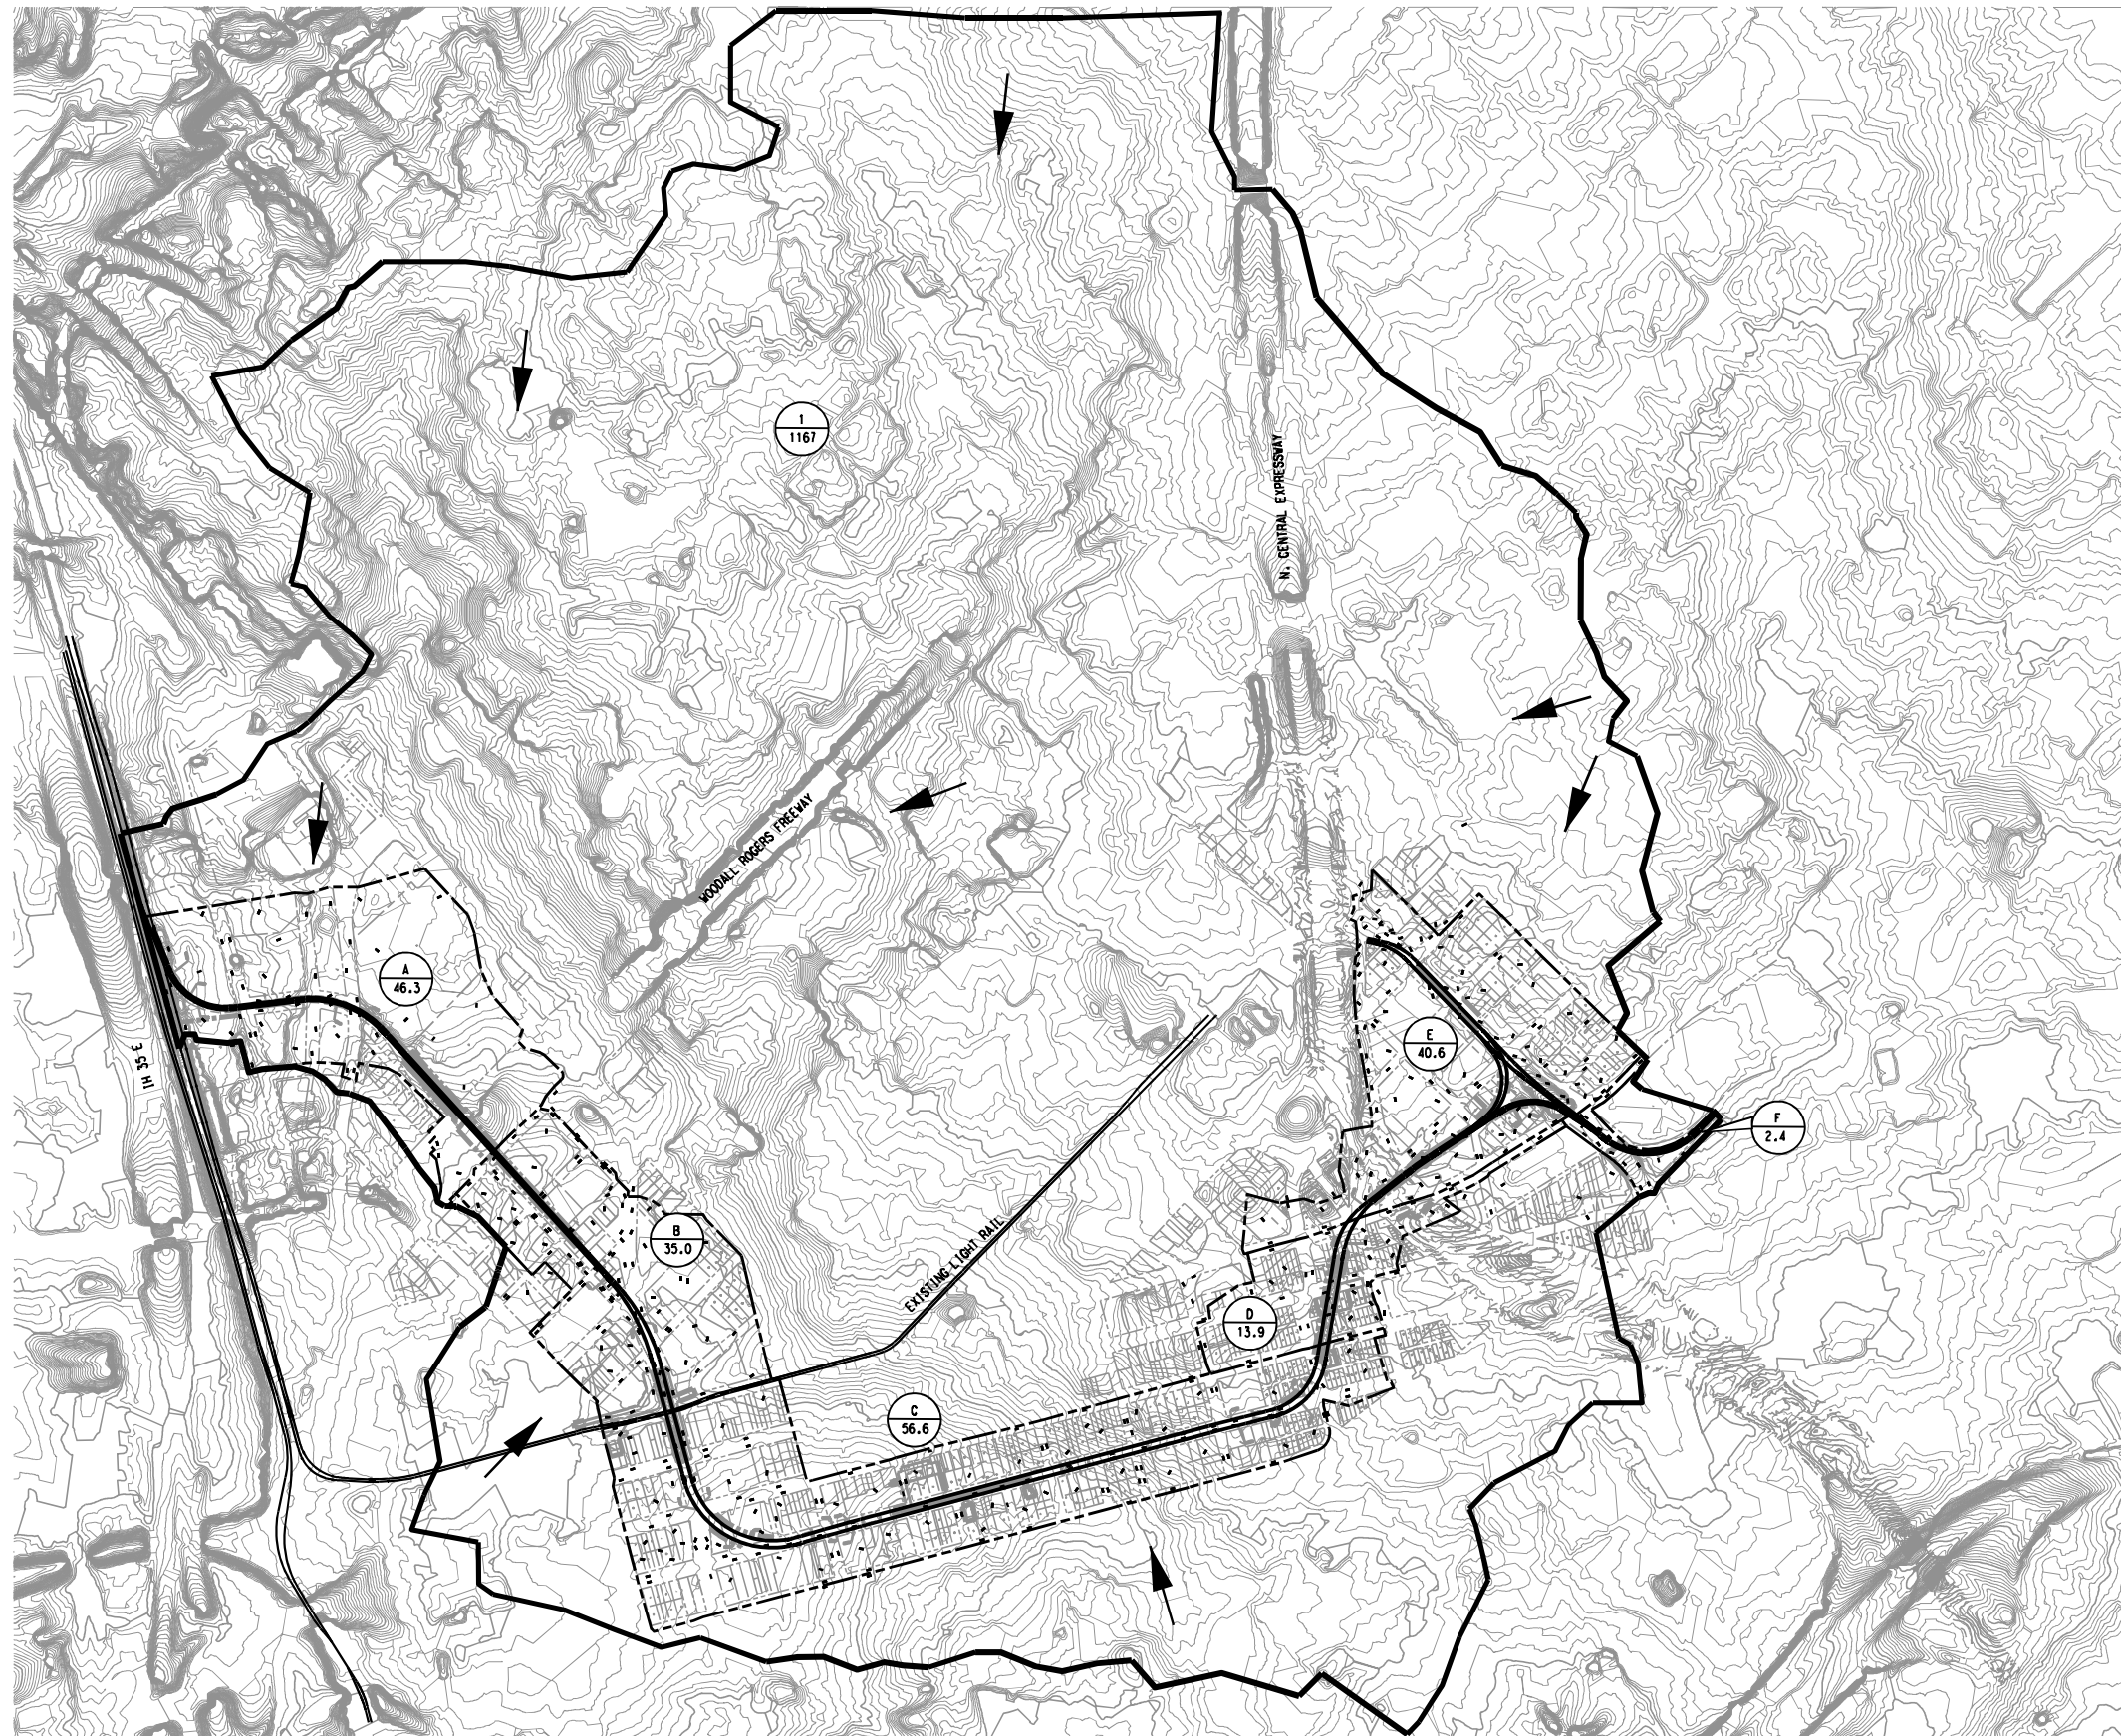 1
1167
N. CENTRAL EXPRESSWAY
WOODALL ROGERS FREEWAY
A
46.3
IH 35 E
E
40.6
F
2.4
B
35.0
EXISTING LIGHT RAIL
D
13.9
C
56.6